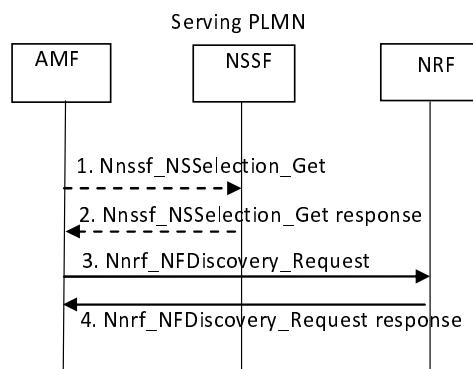 Serving PLMN
AMF
NSSF
NRF
1. Nnssf_NSSelection_Get
2. Nnssf_NSSelection_Get response
3. Nnrf_NFDiscovery_Request
4. Nnrf_NFDiscovery_Request response